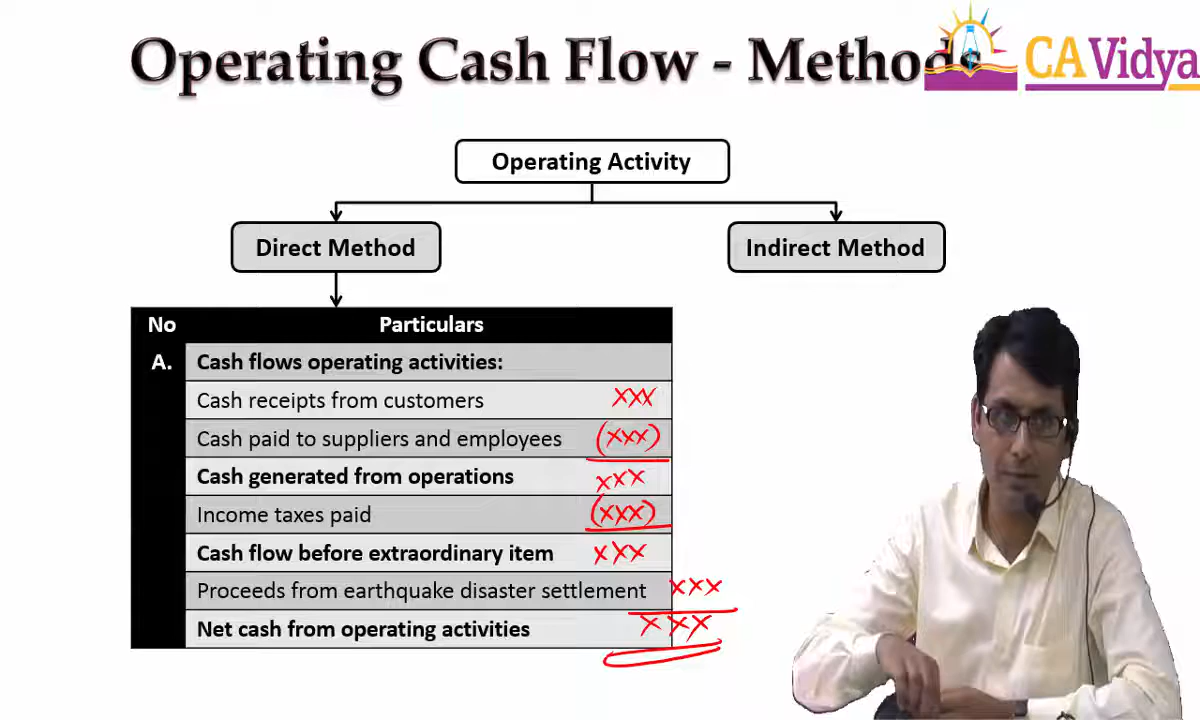 Operating Cash Flow - Methods
CA Vidya
Operating Activity
Direct Method
Indirect Method
No Particulars
A. Cash flows operating activities:
Cash receipts from customers XXX
Cash paid to suppliers and employees (XXX)
Cash generated from operations XXX
Income taxes paid (XXX)
Cash flow before extraordinary item XXX
Proceeds from earthquake disaster settlement XXX
Net cash from operating activities XXX